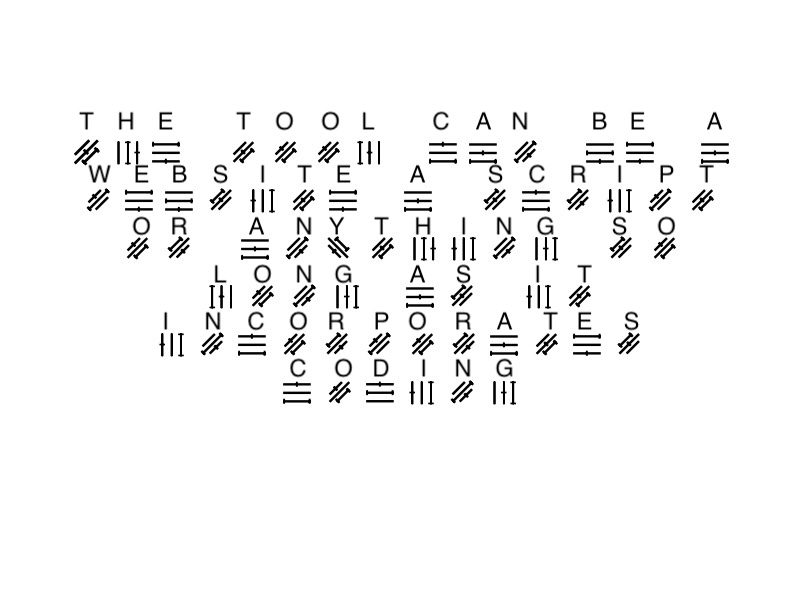 THE TOOL CAN BE A
WEBSITE A SCRIPT
OR ANYTHING SO
LONG AS IT
INCORPORATES
CODING